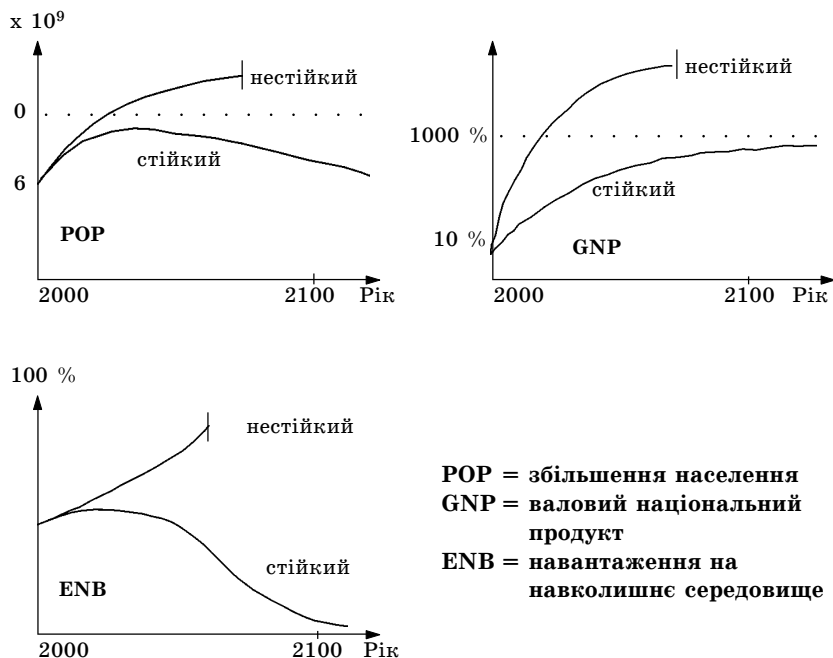 x 10⁹
нестійкий
0
стійкий
6
POP
2000 2100 Рік
нестійкий
1000 %
стійкий
10 %
GNP
2000 2100 Рік
100 %
нестійкий
стійкий
ENB
2000 2100 Рік
POP = збільшення населення
GNP = валовий національний
продукт
ENB = навантаження на
навколишнє середовище